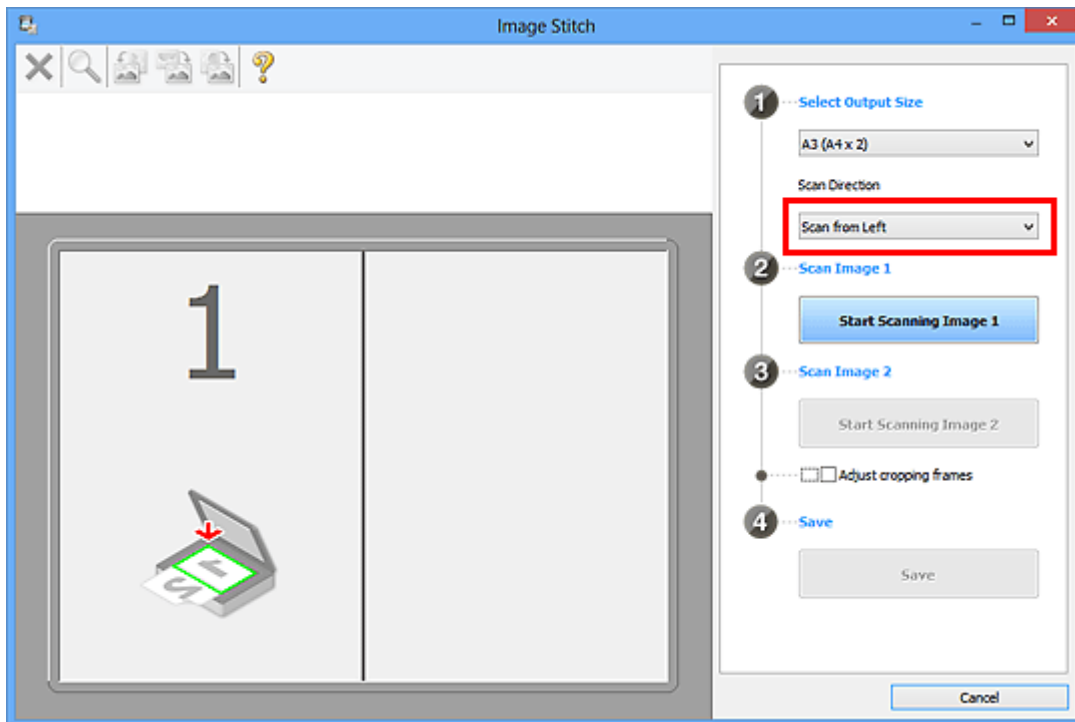 Image Stitch
1
1
2
1
Select Output Size
A3 (A4 x 2)
Scan Direction
Scan from Left
2
Scan Image 1
Start Scanning Image 1
3
Scan Image 2
Start Scanning Image 2
Adjust cropping frames
4
Save
Save
Cancel